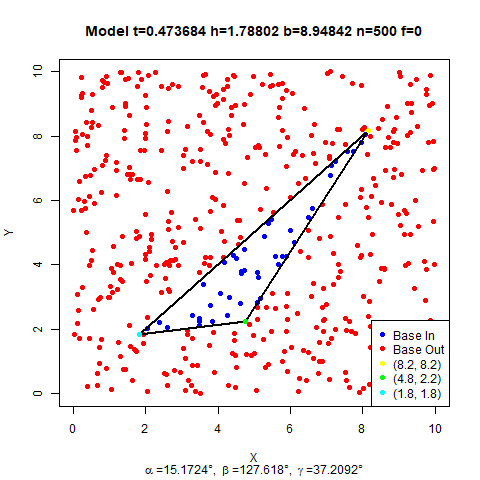 Model t=0.473684 h=1.78802 b=8.94842 n=500 f=0
10
8
6
4
2
0
Y
0
2
4
6
8
10
X
α=15.1724°, β=127.618°, γ=37.2092°
Base In
Base Out
(8.2, 8.2)
(4.8, 2.2)
(1.8, 1.8)